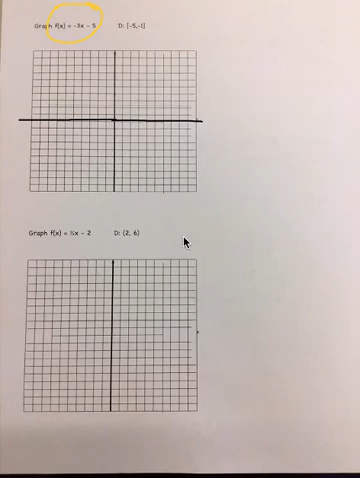 Graph f(x) = -3x - 5 D: [-5,-1]
Graph f(x) = ½x - 2 D: (2, 6)